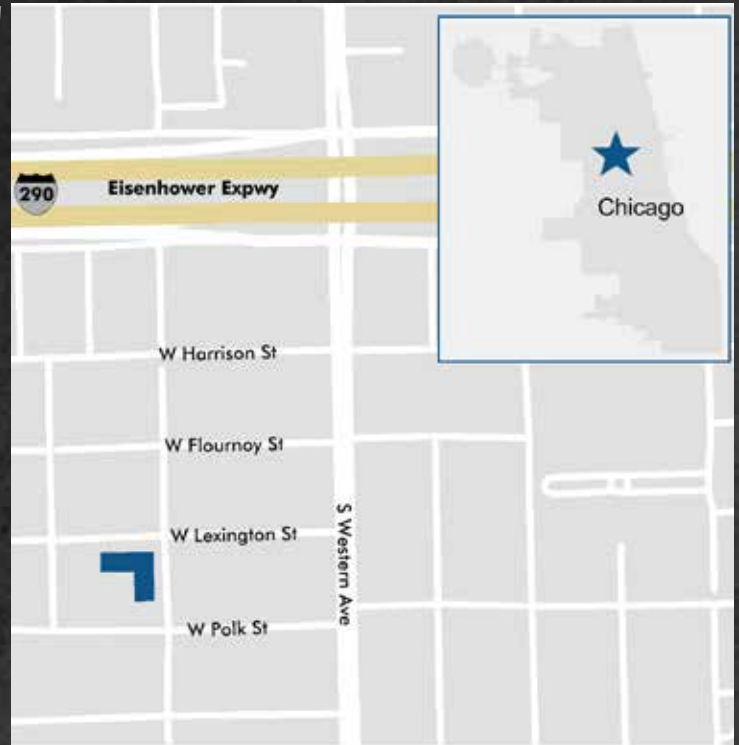 290
Eisenhower Expwy
Chicago
W Harrison St
W Flournoy St
W Lexington St
S Western Ave
W Polk St